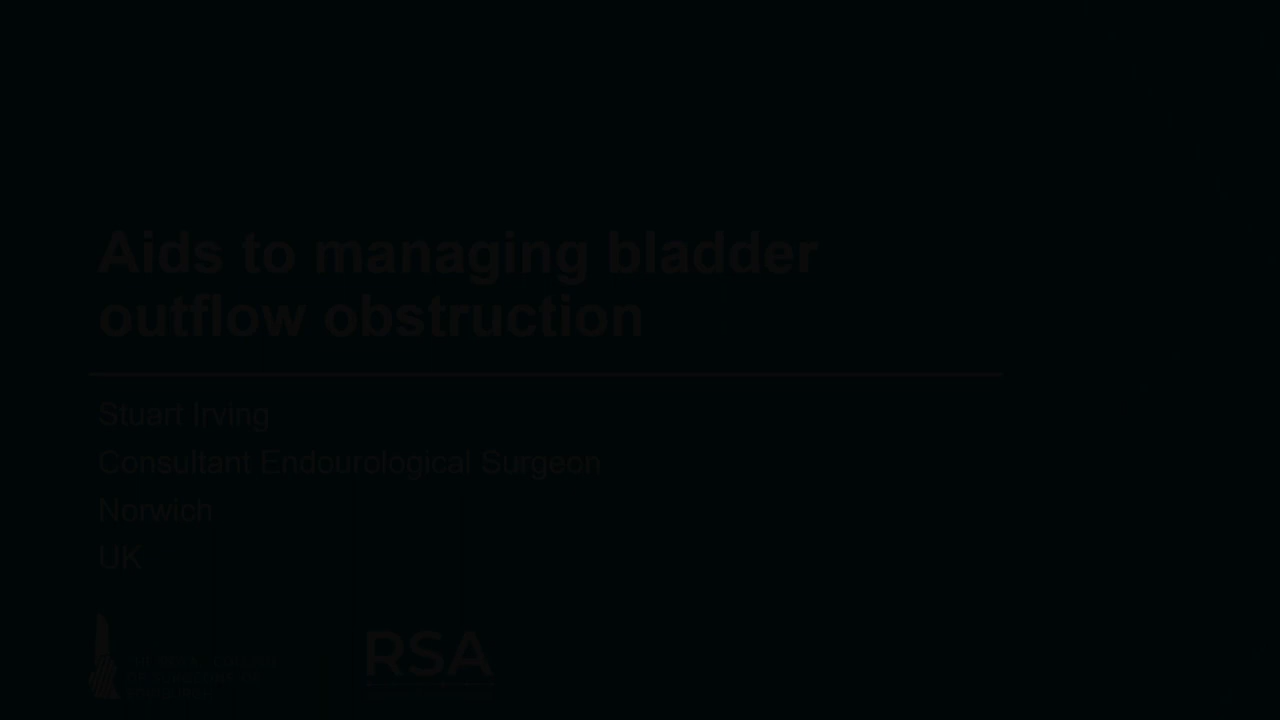 Aids to managing bladder
outflow obstruction
Stuart Irving
Consultant Endourological Surgeon
Norwich
UK
RSA